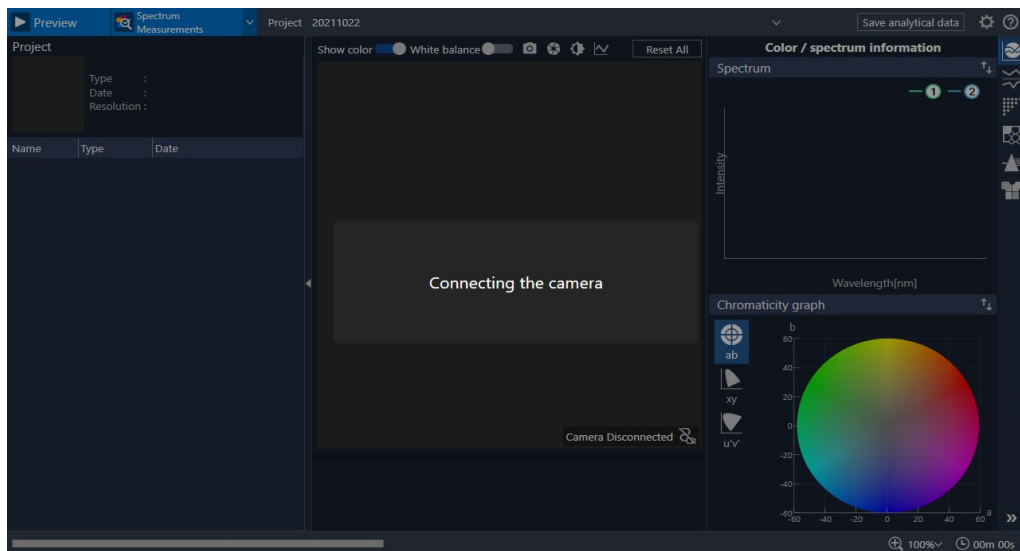 Preview
Spectrum
Measurements
Project 20211022
Save analytical data
Project
Type :
Date :
Resolution :
Name Type Date
Show color White balance Reset All
Connecting the camera
Camera Disconnected
Color / spectrum information
Spectrum
1 2
Intensity
Wavelength[nm]
Chromaticity graph
ab
xy
u'v'
b
60
40
20
0
-20
-40
-60
-60 -40 -20 0 20 40 60 a
100% 00m 00s